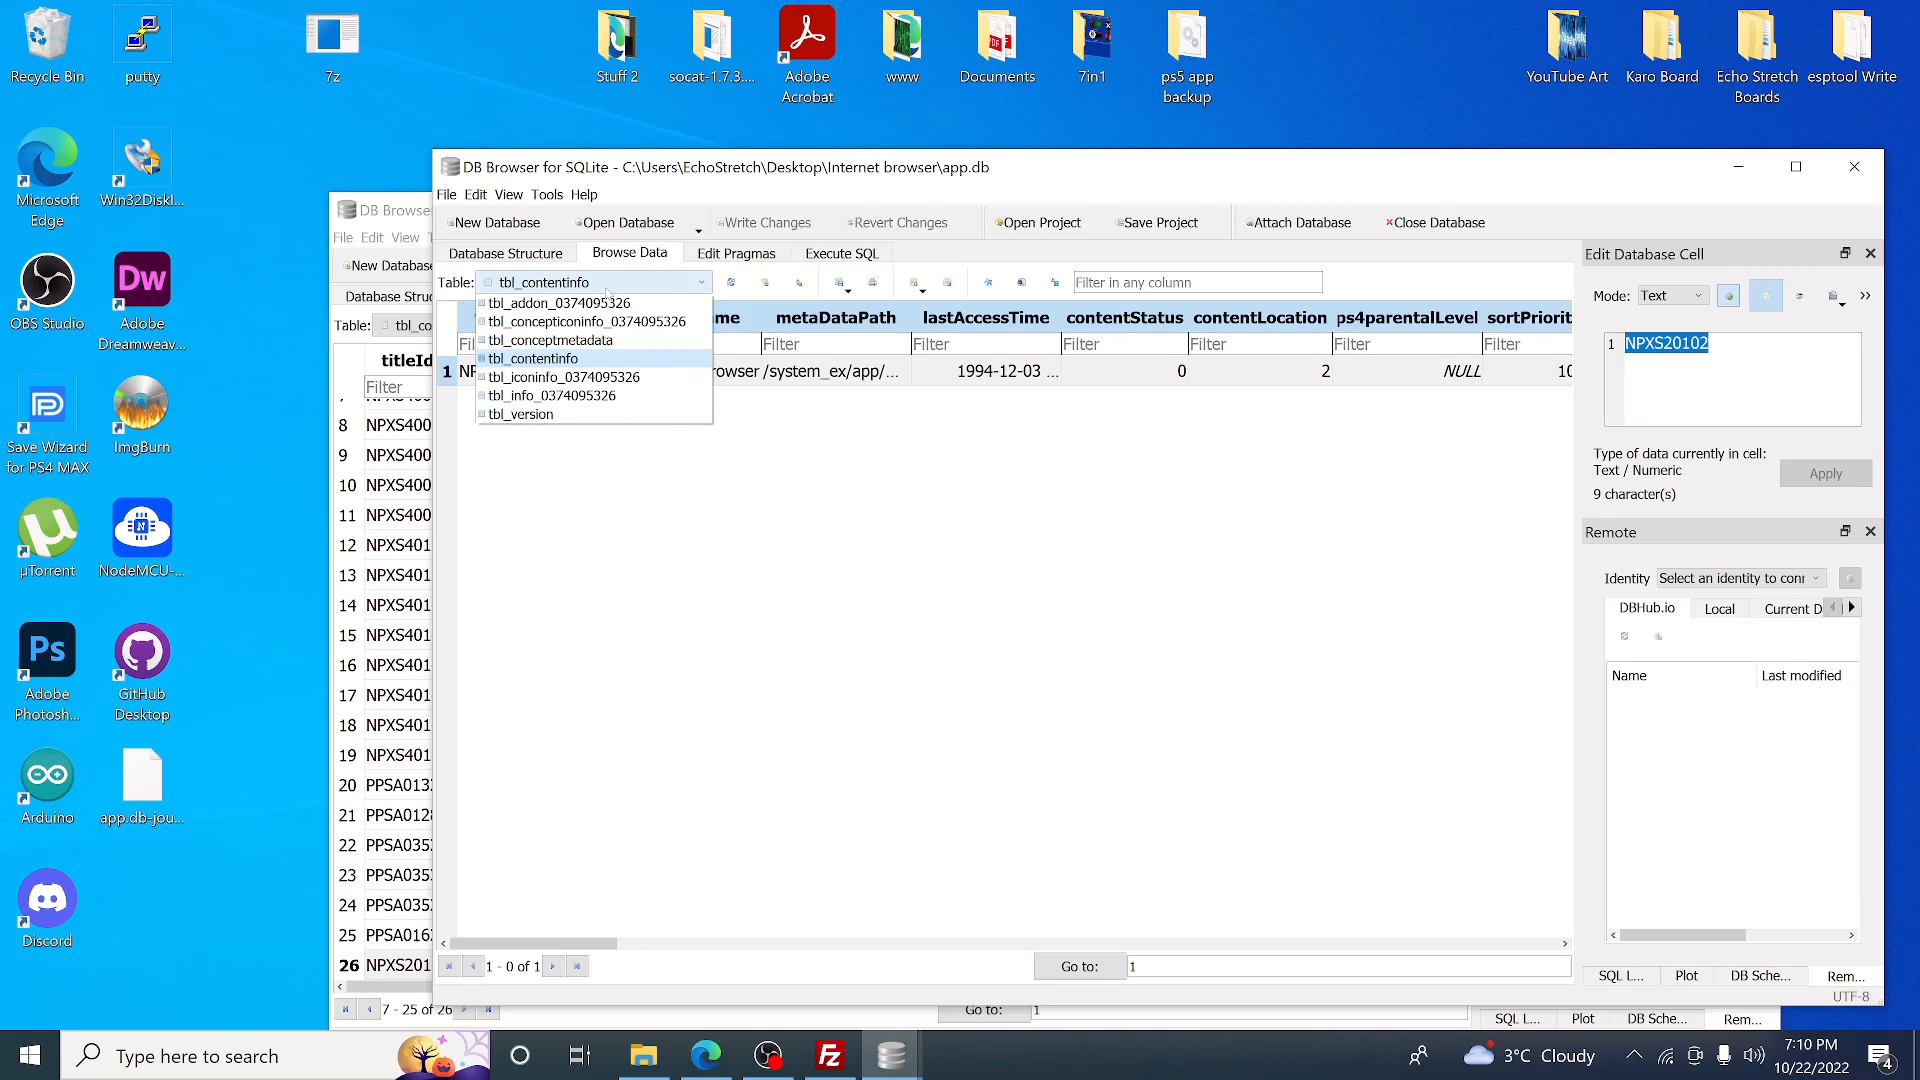 Recycle Bin
putty
7z
Stuff 2
socat-1.7.3....
Adobe
Acrobat
www
Documents
7in1
ps5 app
backup
YouTube Art
Karo Board
Echo Stretch
Boards
esptool Write
Microsoft
Edge
Win32DiskI...
OBS Studio
Adobe
Dreamweav...
Save Wizard
for PS4 MAX
ImgBurn
µTorrent
NodeMCU-...
Adobe
Photosh...
GitHub
Desktop
Arduino
app.db-jou...
Discord
DB Browse
File Edit View
New Databas
Database Struc
Table: tbl_co
titleId
Filter
8 NPXS400
9 NPXS400
10 NPXS400
11 NPXS400
12 NPXS401
13 NPXS401
14 NPXS401
15 NPXS401
16 NPXS401
17 NPXS401
18 NPXS401
19 NPXS401
20 PPSA013
21 PPSA0128
22 PPSA035
23 PPSA035
24 PPSA035
25 PPSA016
26 NPXS201
7 - 25 of 26
Go to: 1
SQL L... Plot DB Sche... Rem...
DB Browser for SQLite - C:\Users\EchoStretch\Desktop\Internet browser\app.db
File Edit View Tools Help
New Database Open Database Write Changes Revert Changes Open Project Save Project Attach Database Close Database
Database Structure Browse Data Edit Pragmas Execute SQL
Table: tbl_contentinfo Filter in any column
tbl_addon_0374095326
tbl_concepticoninfo_0374095326
tbl_conceptmetadata
tbl_contentinfo
tbl_iconinfo_0374095326
tbl_info_0374095326
tbl_version
me metaDataPath lastAccessTime contentStatus contentLocation ps4parentalLevel sortPriorit
Fil Filter Filter Filter Filter Filter Filter
1 NP rowser /system_ex/app/... 1994-12-03 ... 0 2 NULL 10
1 - 0 of 1
Go to: 1
Edit Database Cell
Mode: Text
1 NPXS20102
Type of data currently in cell:
Text / Numeric
9 character(s)
Apply
Remote
Identity Select an identity to conn
DBHub.io Local Current D
Name Last modified
SQL L... Plot DB Sche... Rem...
UTF-8
Type here to search
3°C Cloudy
7:10 PM
10/22/2022
4